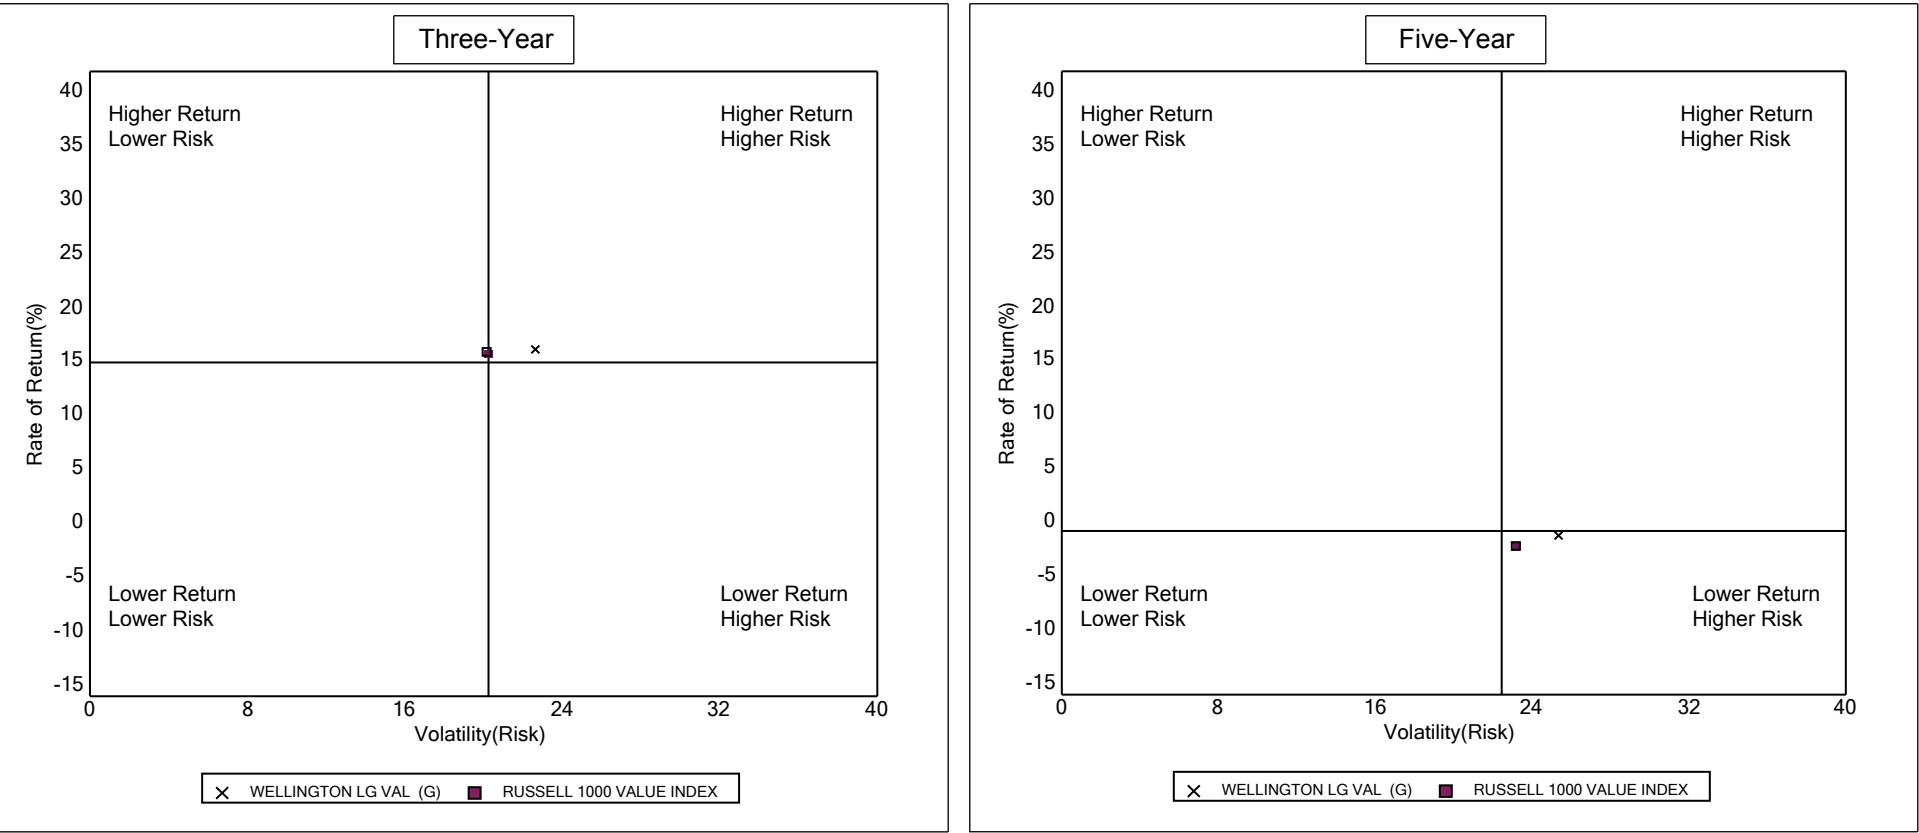 Three-Year
40
35
30
25
20
15
10
5
0
-5
-10
-15
Rate of Return(%)
Higher Return
Lower Risk
Higher Return
Higher Risk
Lower Return
Lower Risk
Lower Return
Higher Risk
0 8 16 24 32 40
Volatility(Risk)
WELLINGTON LG VAL (G) RUSSELL 1000 VALUE INDEX
Five-Year
40
35
30
25
20
15
10
5
0
-5
-10
-15
Rate of Return(%)
Higher Return
Lower Risk
Higher Return
Higher Risk
Lower Return
Lower Risk
Lower Return
Higher Risk
0 8 16 24 32 40
Volatility(Risk)
WELLINGTON LG VAL (G) RUSSELL 1000 VALUE INDEX